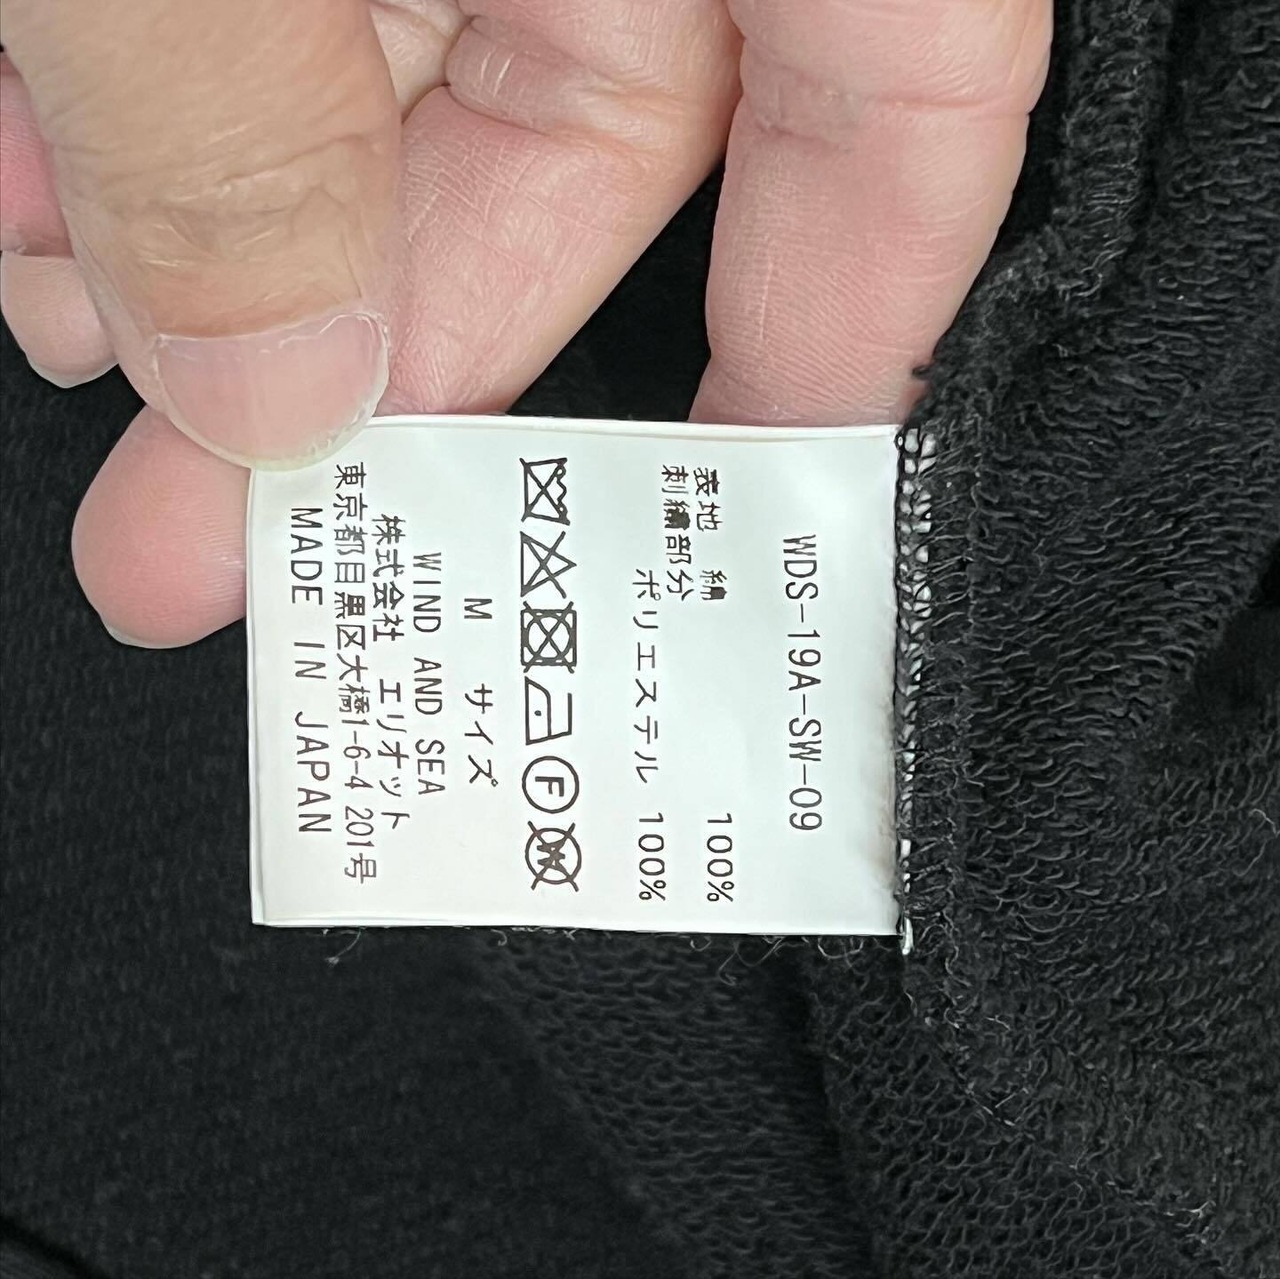 WDS-19A-SW-09
表地 綿 100%
刺繍部分
ポリエステル 100%
F
W
M サイズ
WIND AND SEA
株式会社 エリオット
東京都目黒区大橋1-6-4 201号
MADE IN JAPAN